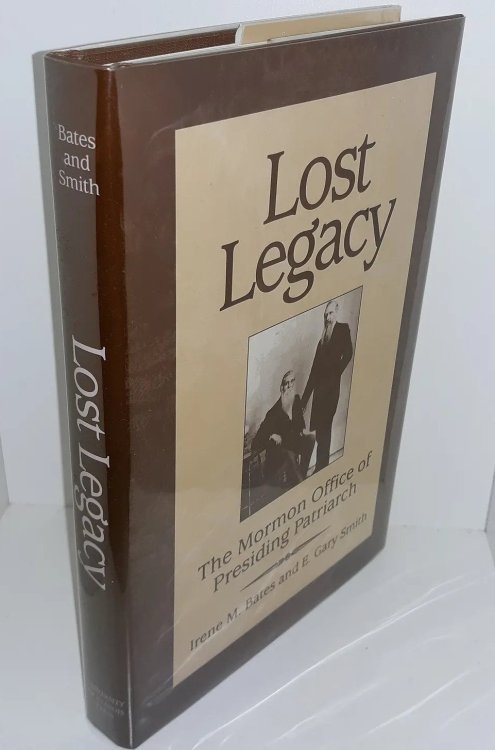 Bates
and
Smith
Lost Legacy
Lost
Legacy
The Mormon Office of
Presiding Patriarch
Irene M. Bates and E. Gary Smith